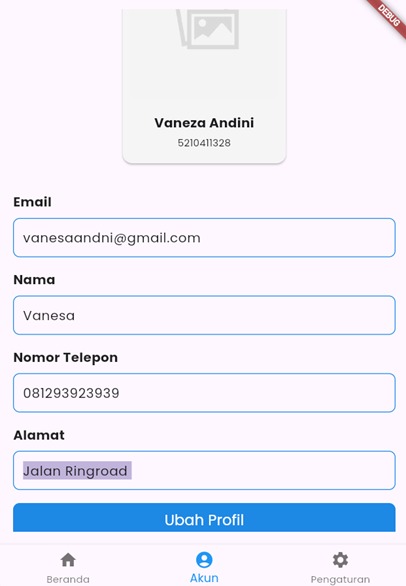 DEBUG
Vaneza Andini
5210411328
Email
vanesaandni@gmail.com
Nama
Vanesa
Nomor Telepon
081293923939
Alamat
Jalan Ringroad
Ubah Profil
Beranda
Akun
Pengaturan